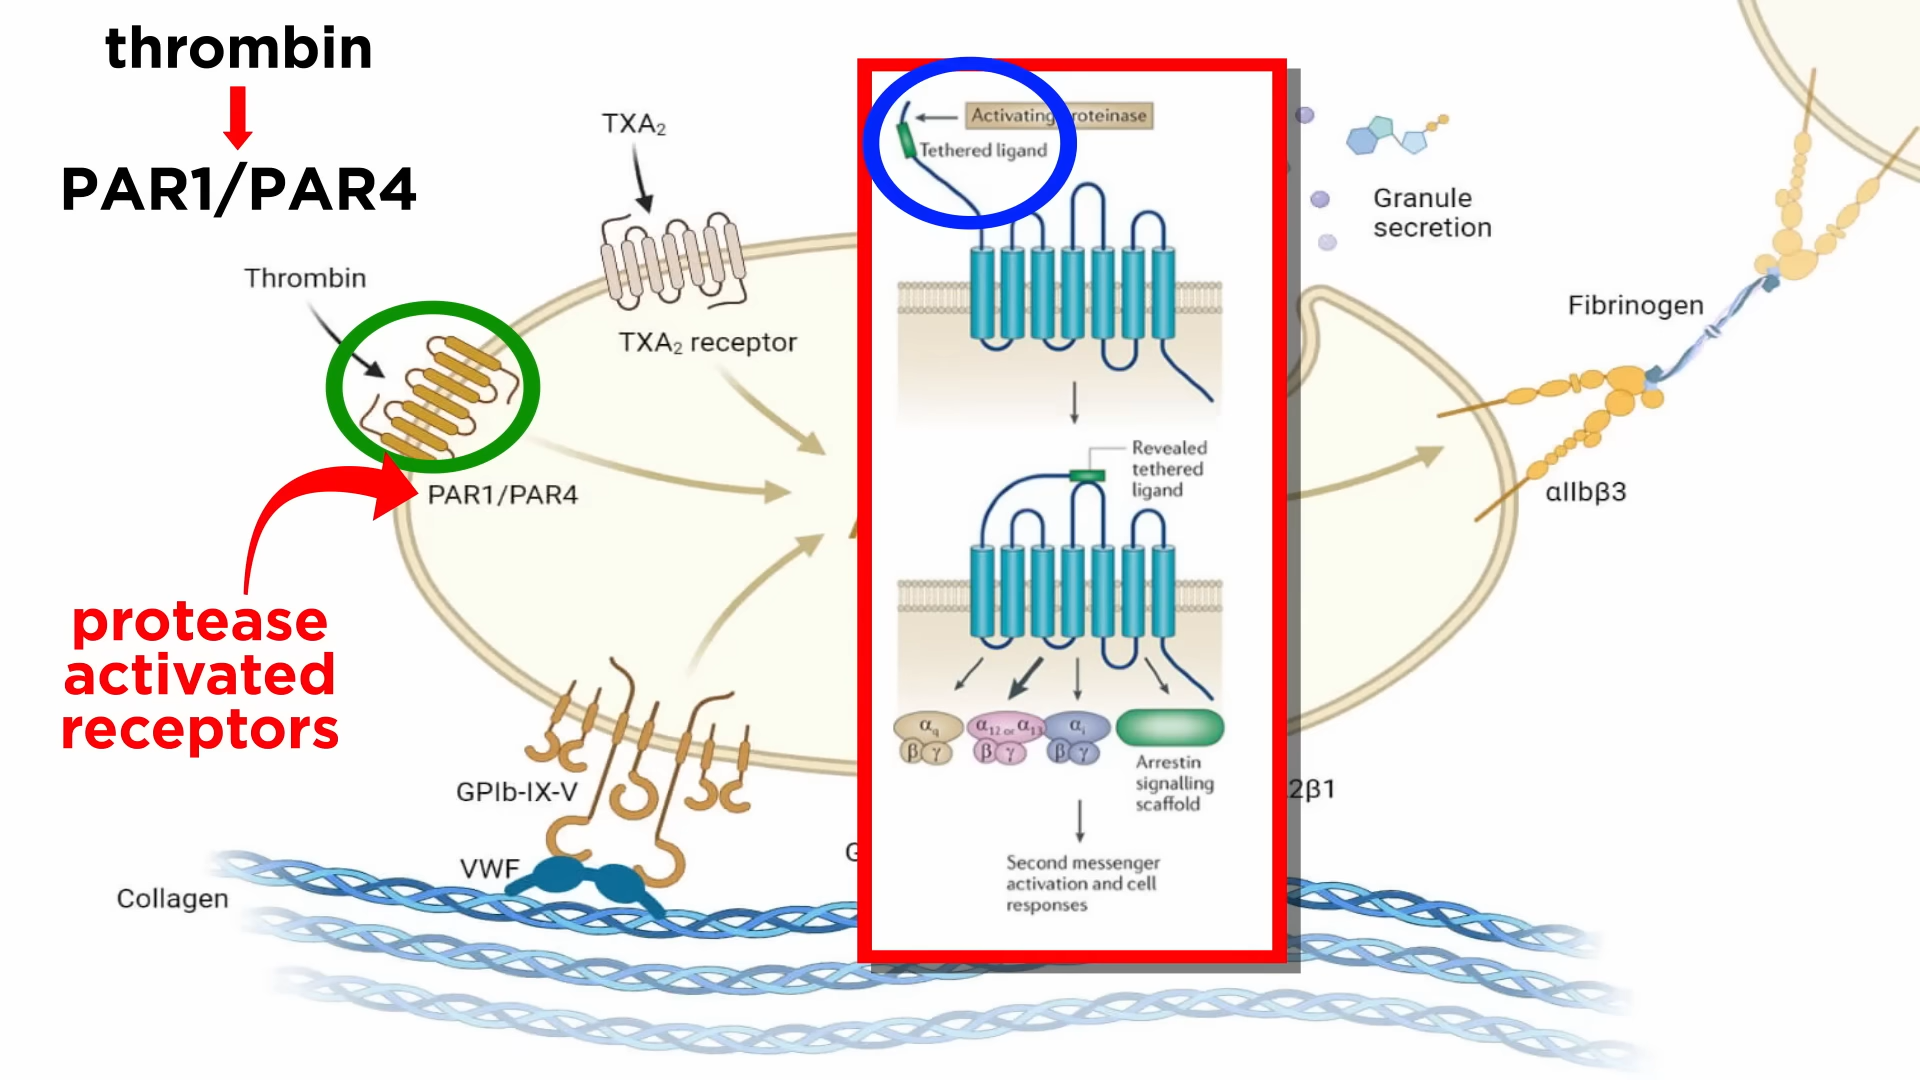 thrombin
PAR1/PAR4
Thrombin
TXA₂
TXA₂ receptor
PAR1/PAR4
protease
activated
receptors
GPIb-IX-V
VWF
Collagen
Activating proteinase
Tethered ligand
Revealed
tethered
ligand
αq
β γ
α12 or α13
β γ
αi
β γ
Arrestin
signalling
scaffold
Second messenger
activation and cell
responses
Granule
secretion
Fibrinogen
αIIbβ3
2β1
G